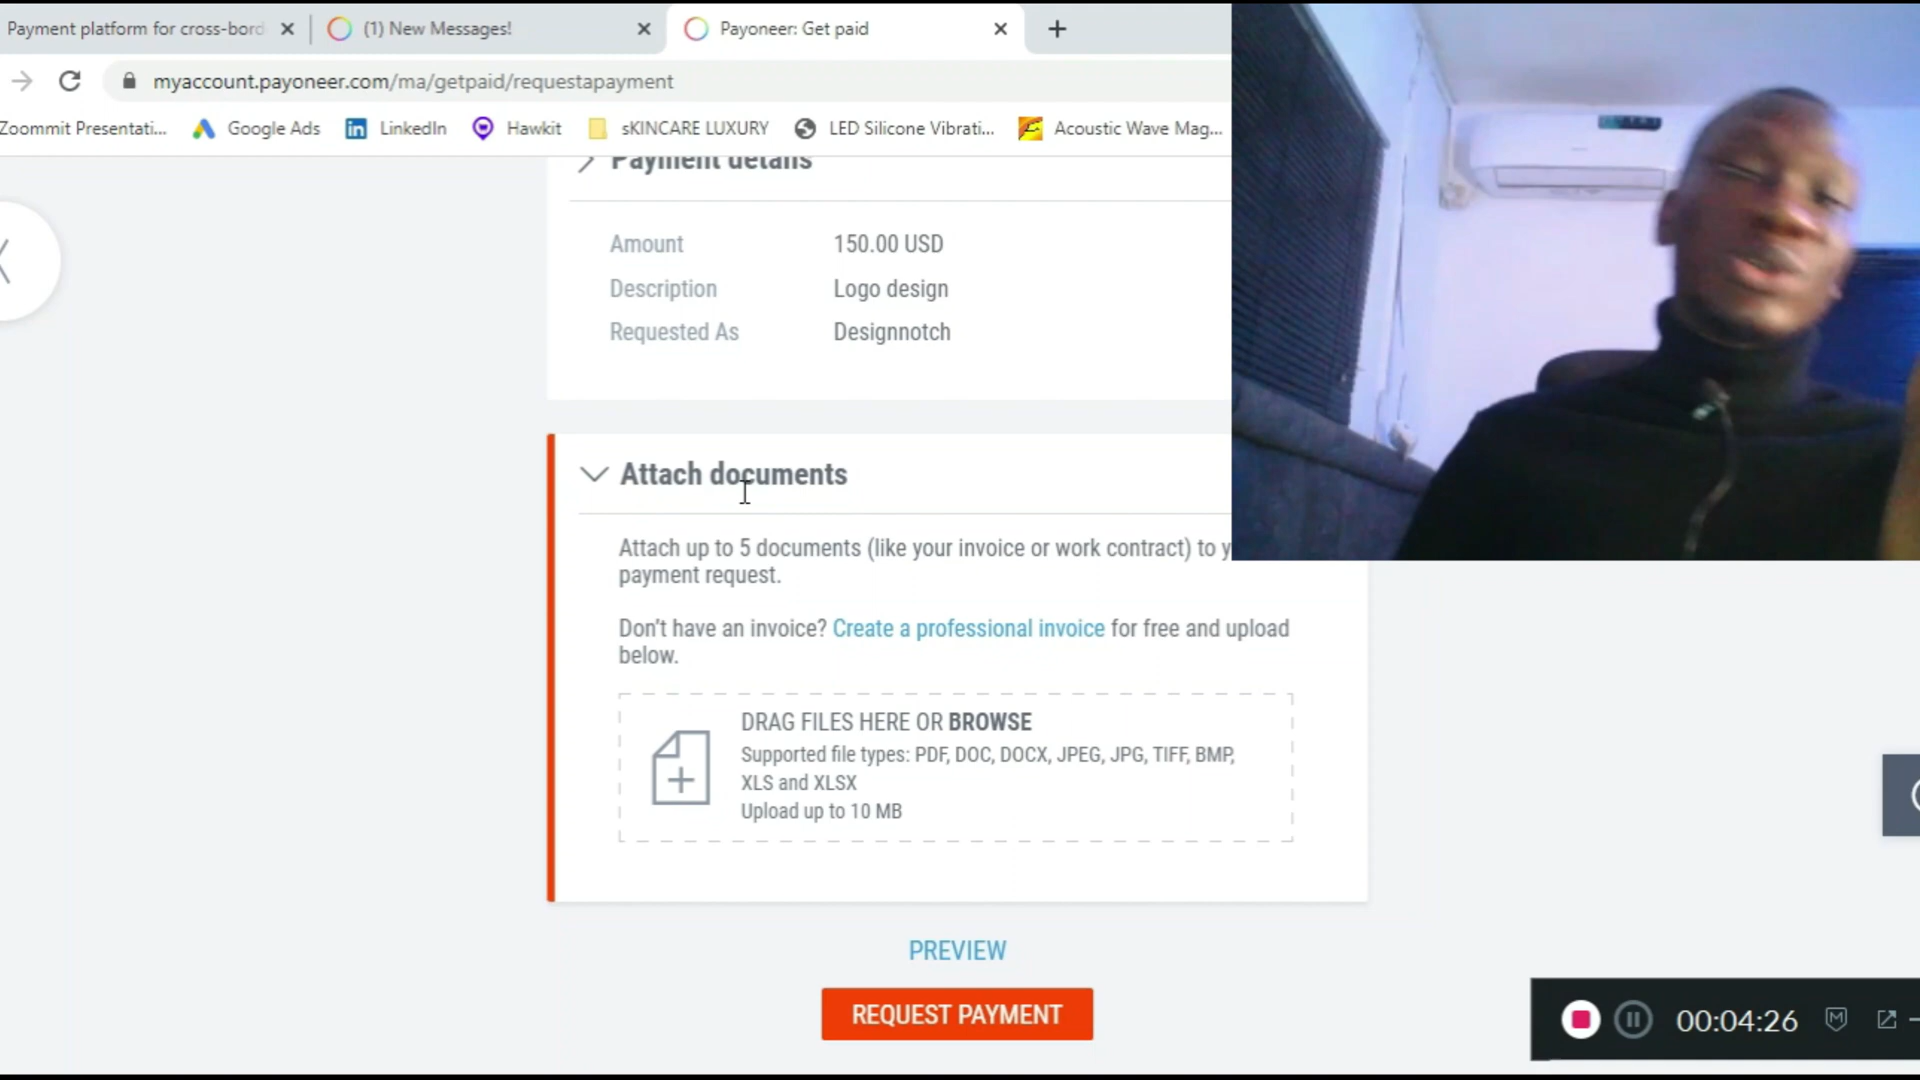 Payment platform for cross-bord
(1) New Messages!
Payoneer: Get paid
myaccount.payoneer.com/ma/getpaid/requestapayment
Zoommit Presentati...
Google Ads
LinkedIn
Hawkit
sKINCARE LUXURY
LED Silicone Vibrati...
Acoustic Wave Mag...
Payment details
Amount 150.00 USD
Description Logo design
Requested As Designnotch
Attach documents
Attach up to 5 documents (like your invoice or work contract) to y
payment request.
Don't have an invoice? Create a professional invoice for free and upload
below.
DRAG FILES HERE OR BROWSE
Supported file types: PDF, DOC, DOCX, JPEG, JPG, TIFF, BMP,
XLS and XLSX
Upload up to 10 MB
PREVIEW
REQUEST PAYMENT
00:04:26